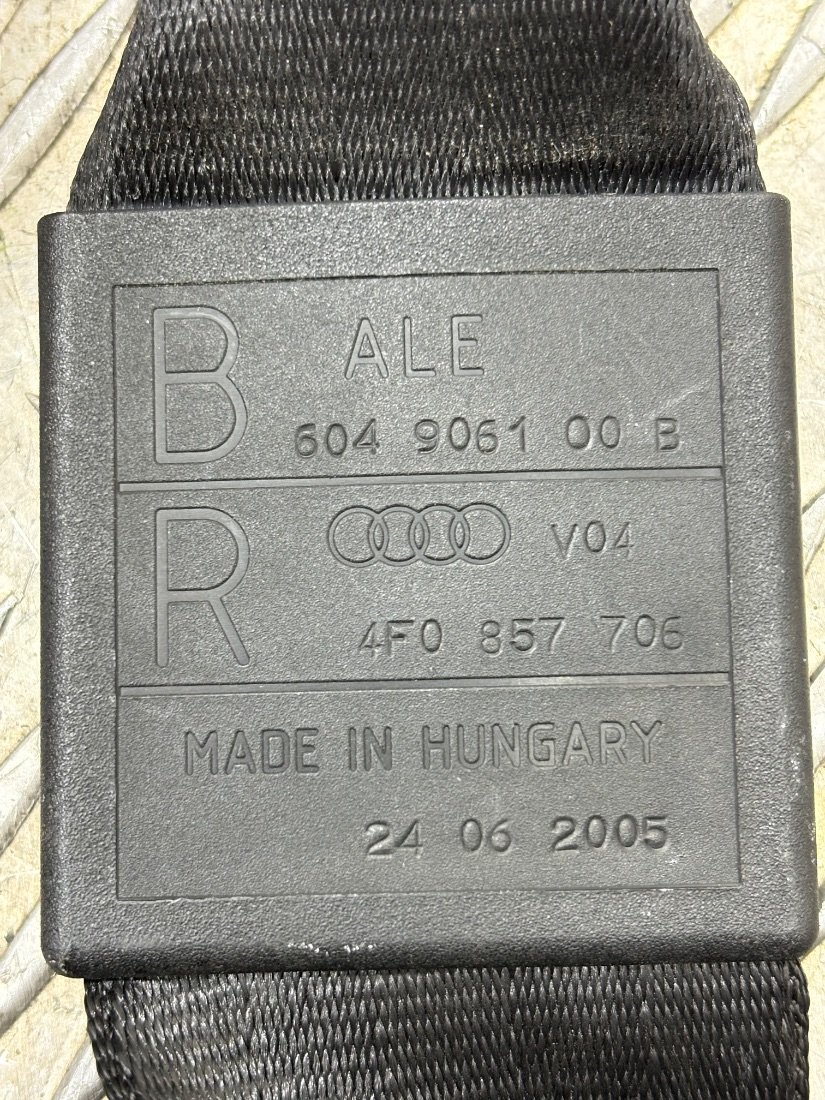 B ALE
604 9061 00 B
R V04
4F0 857 706
MADE IN HUNGARY
24 06 2005